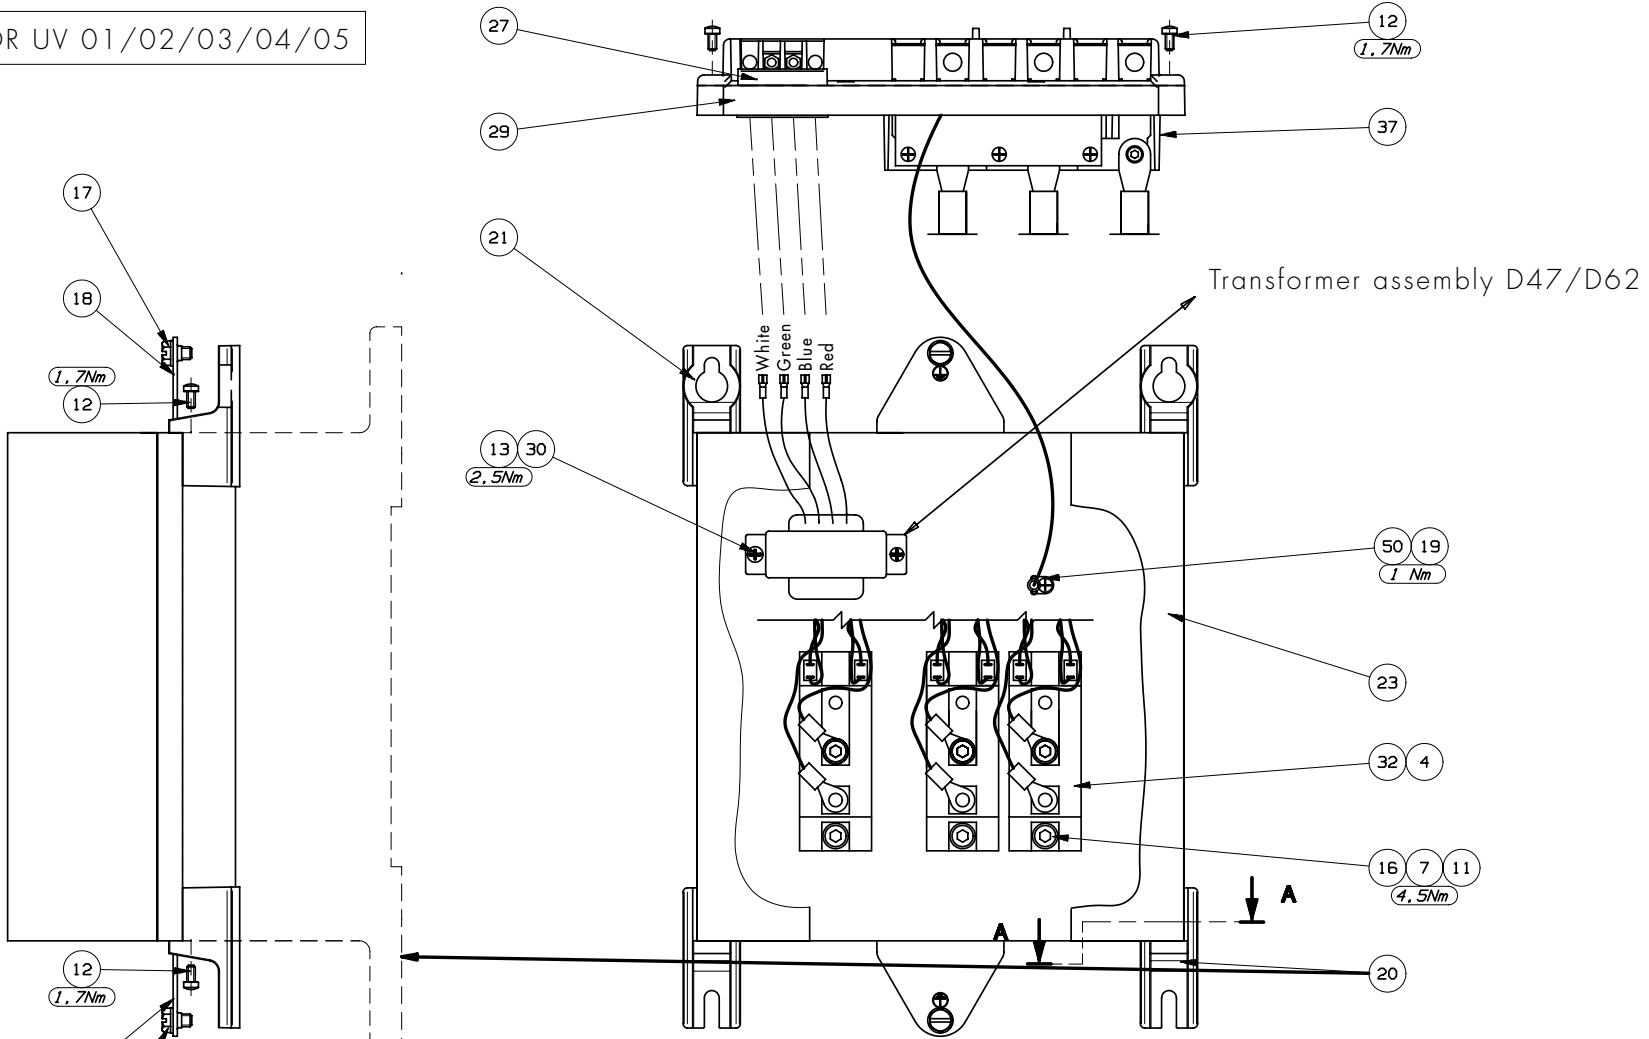 OR UV 01/02/03/04/05
27
12
1,7Nm
29
37
17
21
18
Transformer assembly D47/D62
White
Green
Blue
Red
1,7Nm
12
13 30
2,5Nm
50 19
1 Nm
23
32 4
16 7 11
4,5Nm
A
A
12
1,7Nm
20